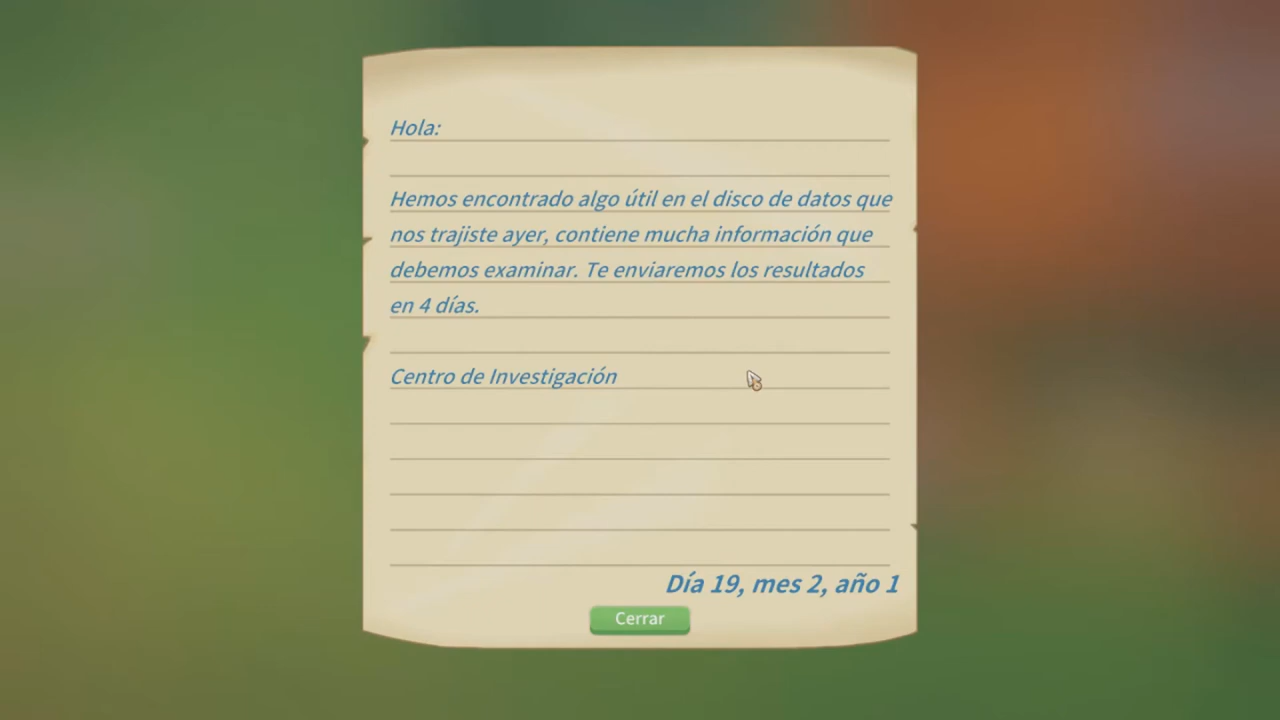 Hola:
Hemos encontrado algo útil en el disco de datos que
nos trajiste ayer, contiene mucha información que
debemos examinar. Te enviaremos los resultados
en 4 días.
Centro de Investigación
Día 19, mes 2, año 1
Cerrar